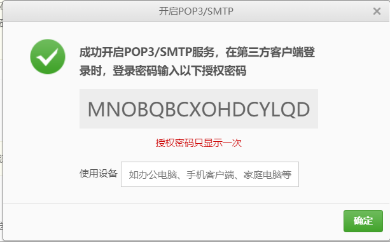 开启POP3/SMTP
成功开启POP3/SMTP服务，在第三方客户端登
录时，登录密码输入以下授权密码
MNOBQBCXOHDCYLQD
授权密码只显示一次
使用设备 如办公电脑、手机客户端、家庭电脑等
确定